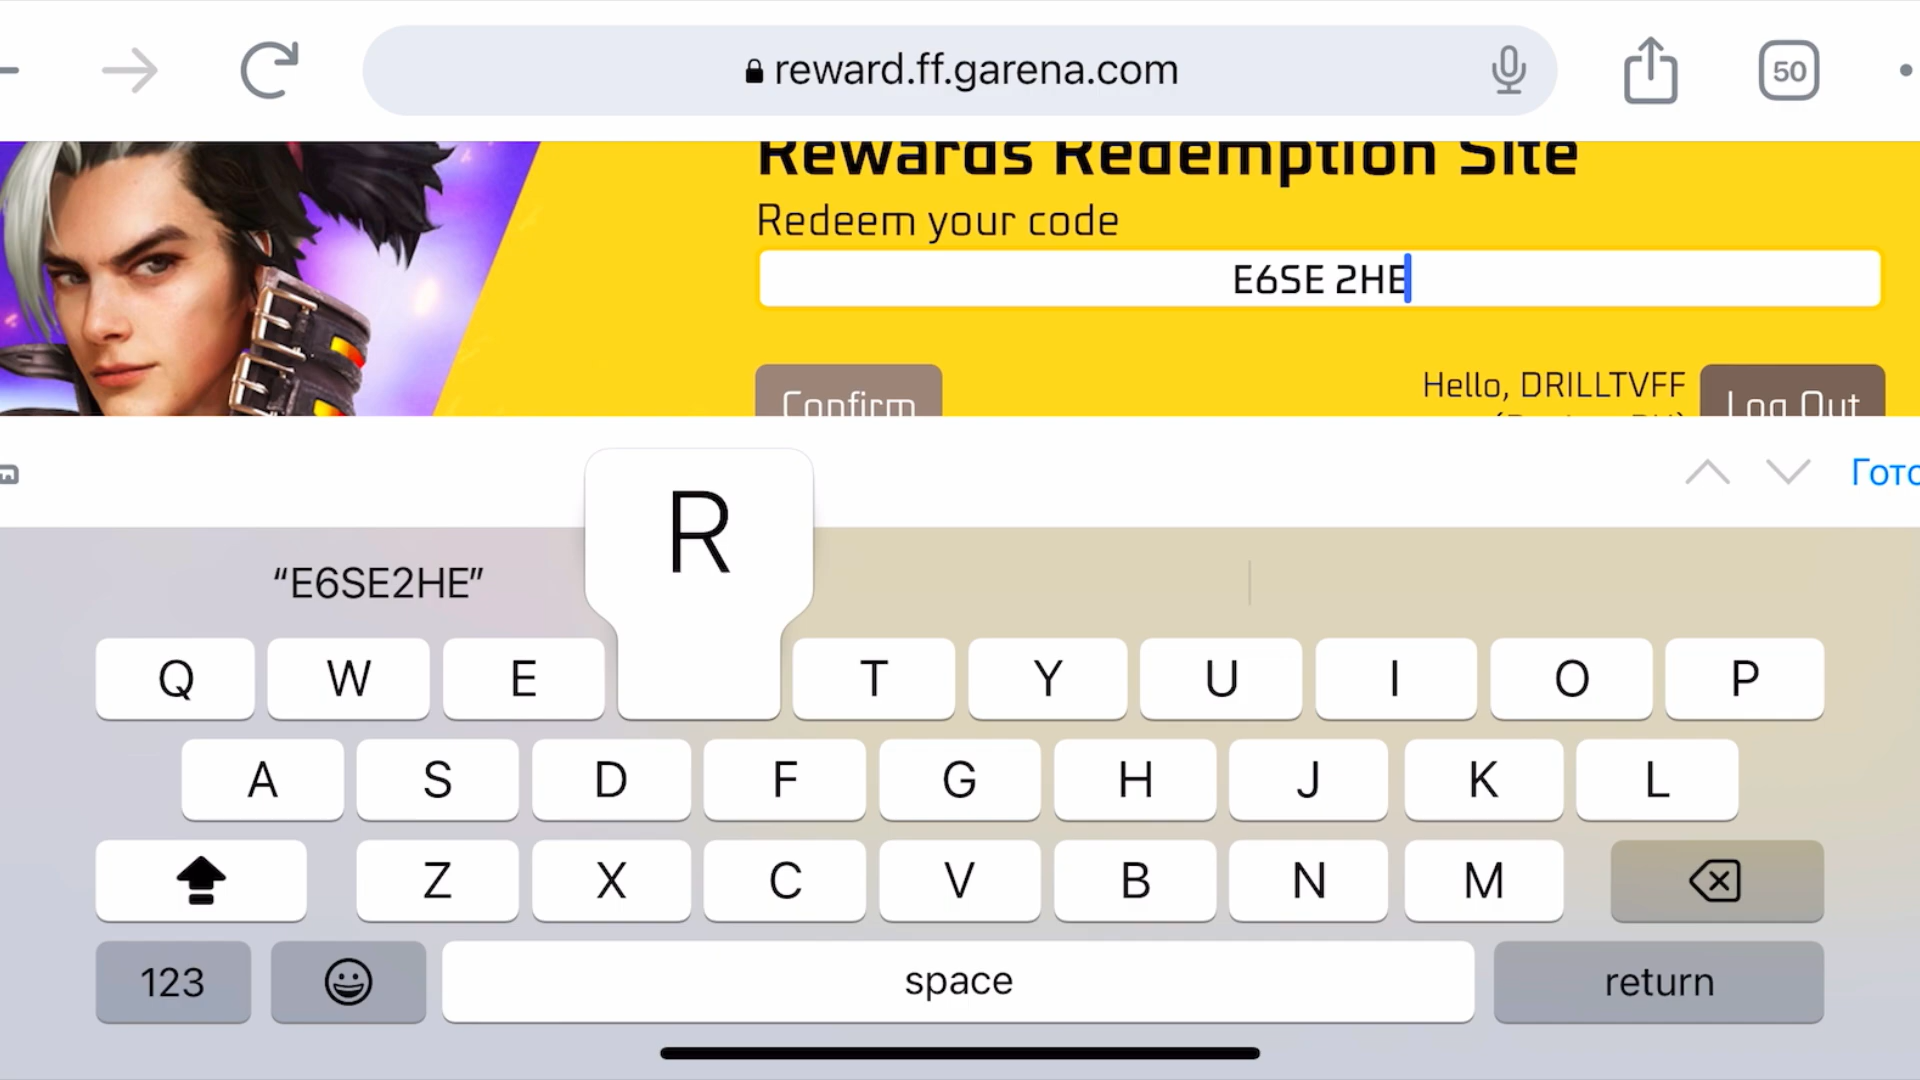 reward.ff.garena.com
50
Rewards Redemption Site
Redeem your code
E6SE 2HE
Confirm
Hello, DRILLTVFF
Log Out
Гото
R
“E6SE2HE”
Q W E T Y U I O P
A S D F G H J K L
Z X C V B N M
123 space return